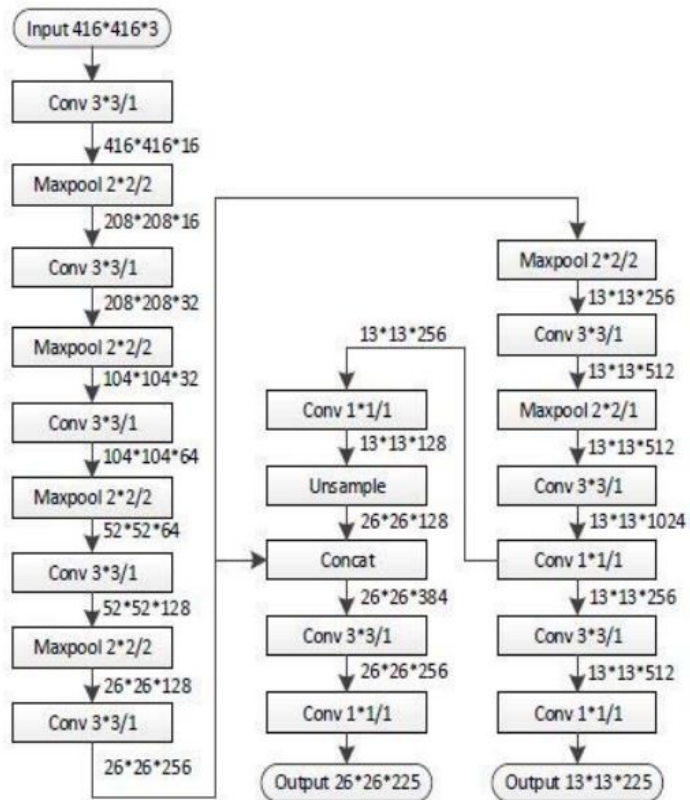 Input 416*416*3
Conv 3*3/1
416*416*16
Maxpool 2*2/2
208*208*16
Conv 3*3/1
208*208*32
Maxpool 2*2/2
104*104*32
Conv 3*3/1
104*104*64
Maxpool 2*2/2
52*52*64
Conv 3*3/1
52*52*128
Maxpool 2*2/2
26*26*128
Conv 3*3/1
26*26*256
13*13*256
Conv 1*1/1
13*13*128
Unsample
26*26*128
Concat
26*26*384
Conv 3*3/1
26*26*256
Conv 1*1/1
Output 26*26*225
Maxpool 2*2/2
13*13*256
Conv 3*3/1
13*13*512
Maxpool 2*2/1
13*13*512
Conv 3*3/1
13*13*1024
Conv 1*1/1
13*13*256
Conv 3*3/1
13*13*512
Conv 1*1/1
Output 13*13*225